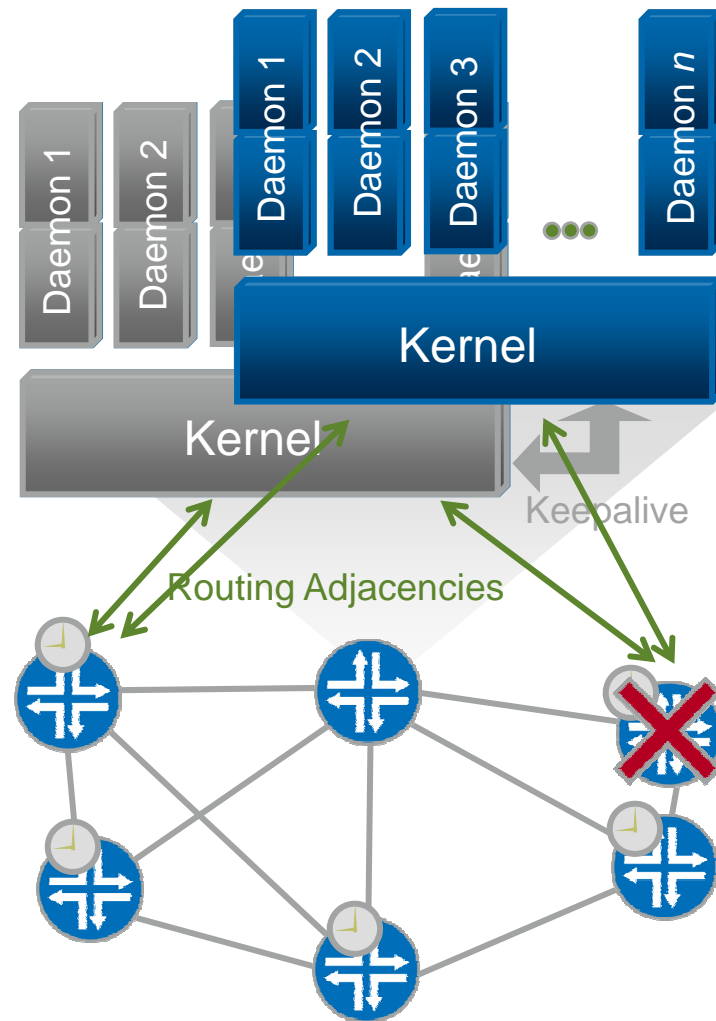 Daemon 1
Daemon 2
Daemon 3
Daemon n
Daemon 1
Daemon 2
Kernel
Kernel
Keepalive
Routing Adjacencies